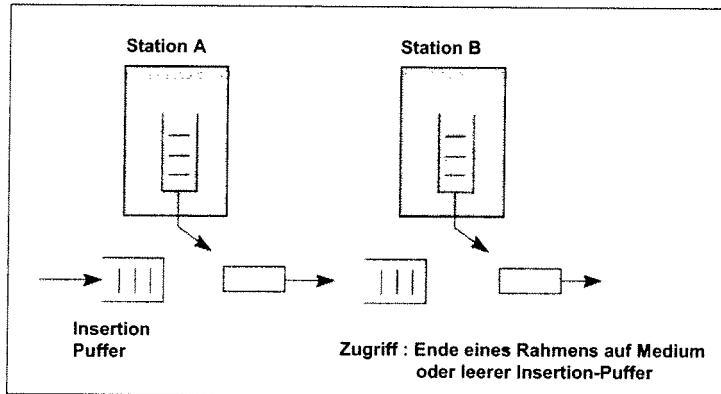 Station A
Station B
Insertion
Puffer
Zugriff : Ende eines Rahmens auf Medium
oder leerer Insertion-Puffer